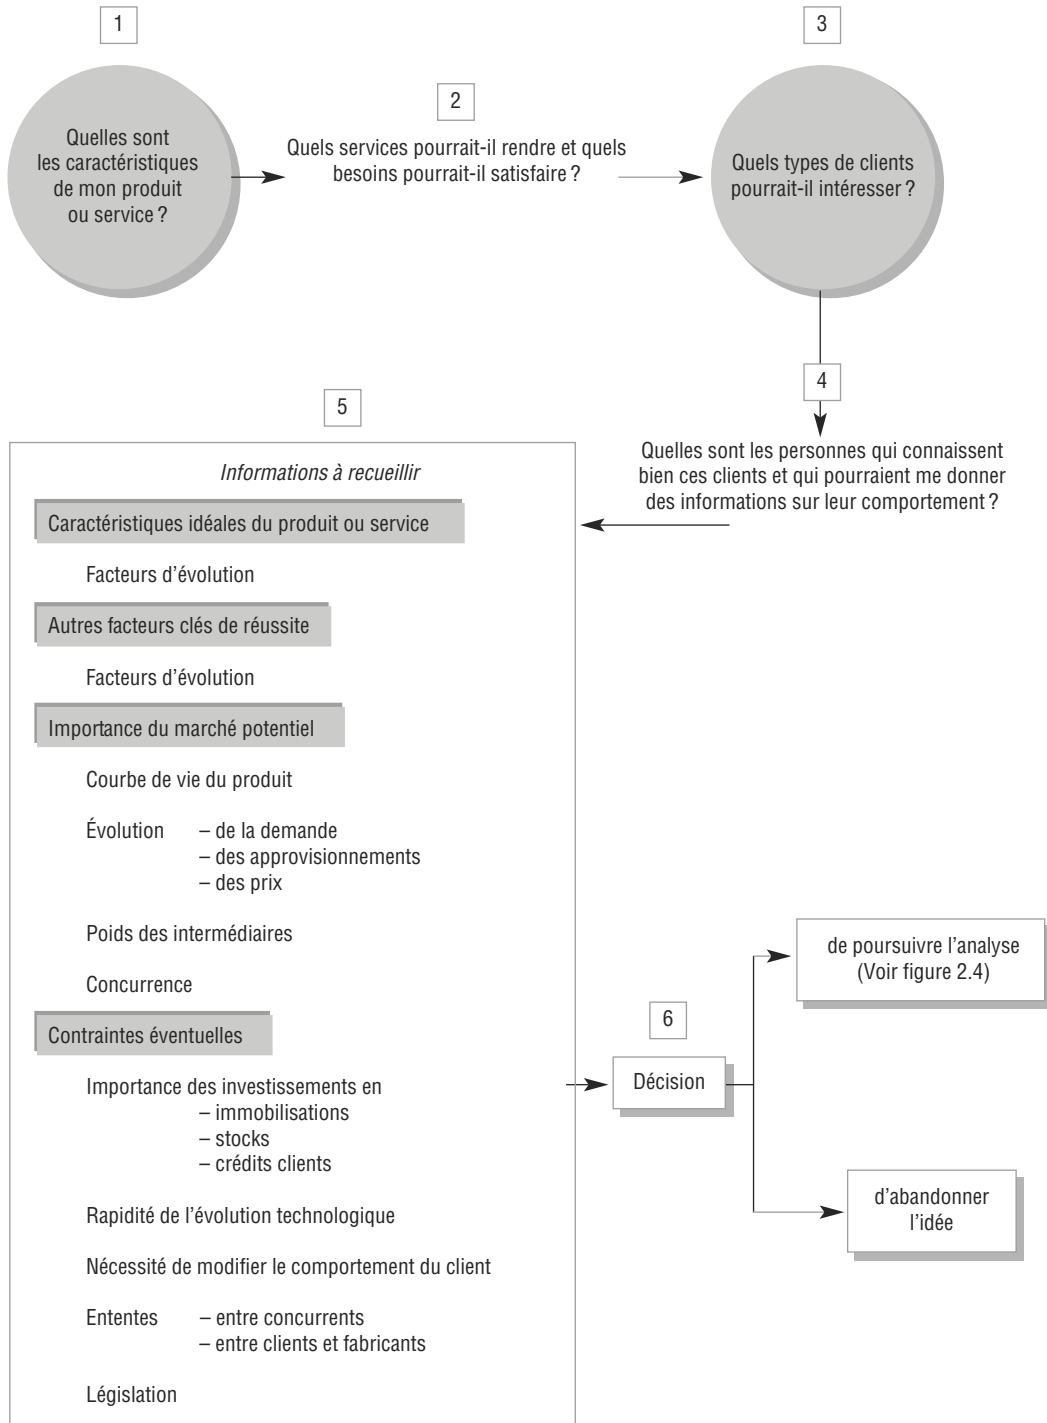 1
Quelles sont
les caractéristiques
de mon produit
ou service ?
2
Quels services pourrait-il rendre et quels
besoins pourrait-il satisfaire ?
3
Quels types de clients
pourrait-il intéresser ?
4
Quelles sont les personnes qui connaissent
bien ces clients et qui pourraient me donner
des informations sur leur comportement ?
5
Informations à recueillir
Caractéristiques idéales du produit ou service
Facteurs d’évolution
Autres facteurs clés de réussite
Facteurs d’évolution
Importance du marché potentiel
Courbe de vie du produit
Évolution – de la demande
– des approvisionnements
– des prix
Poids des intermédiaires
Concurrence
Contraintes éventuelles
Importance des investissements en
– immobilisations
– stocks
– crédits clients
Rapidité de l’évolution technologique
Nécessité de modifier le comportement du client
Ententes – entre concurrents
– entre clients et fabricants
Législation
6
Décision
de poursuivre l’analyse
(Voir figure 2.4)
d’abandonner
l’idée